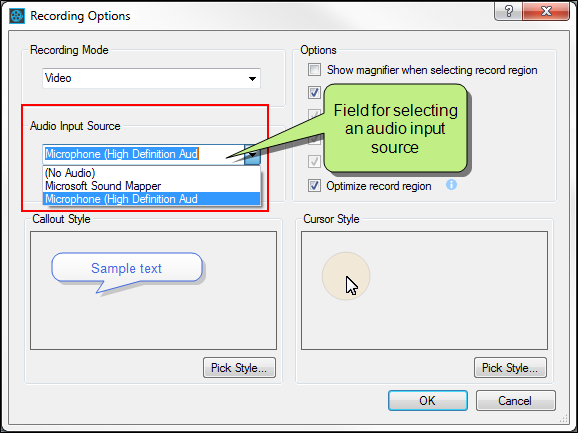 Recording Options
Recording Mode
Video
Audio Input Source
Microphone (High Definition Aud
(No Audio)
Microsoft Sound Mapper
Microphone (High Definition Aud
Options
Show magnifier when selecting record region
Field for selecting
an audio input
source
Optimize record region
Callout Style
Sample text
Pick Style...
Cursor Style
Pick Style...
OK
Cancel